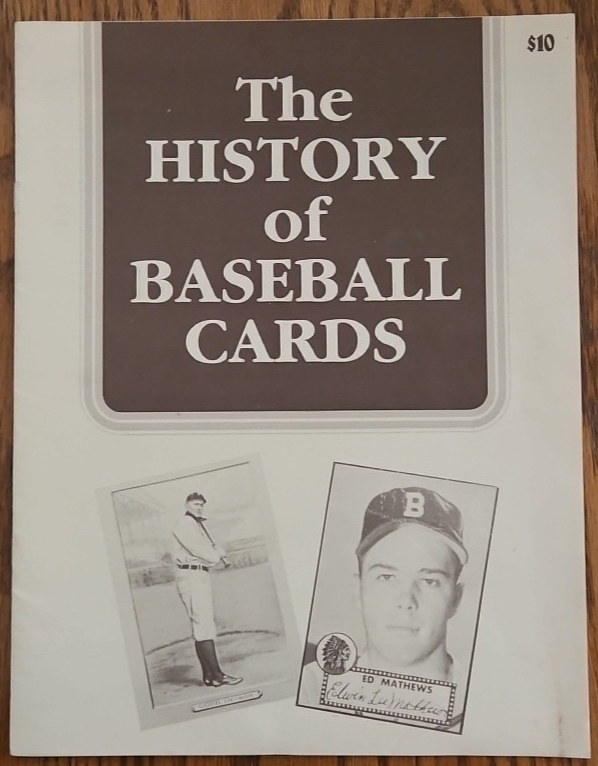 $10
The
HISTORY
of
BASEBALL
CARDS
B
ED MATHEWS
Edwin Lee Mathews